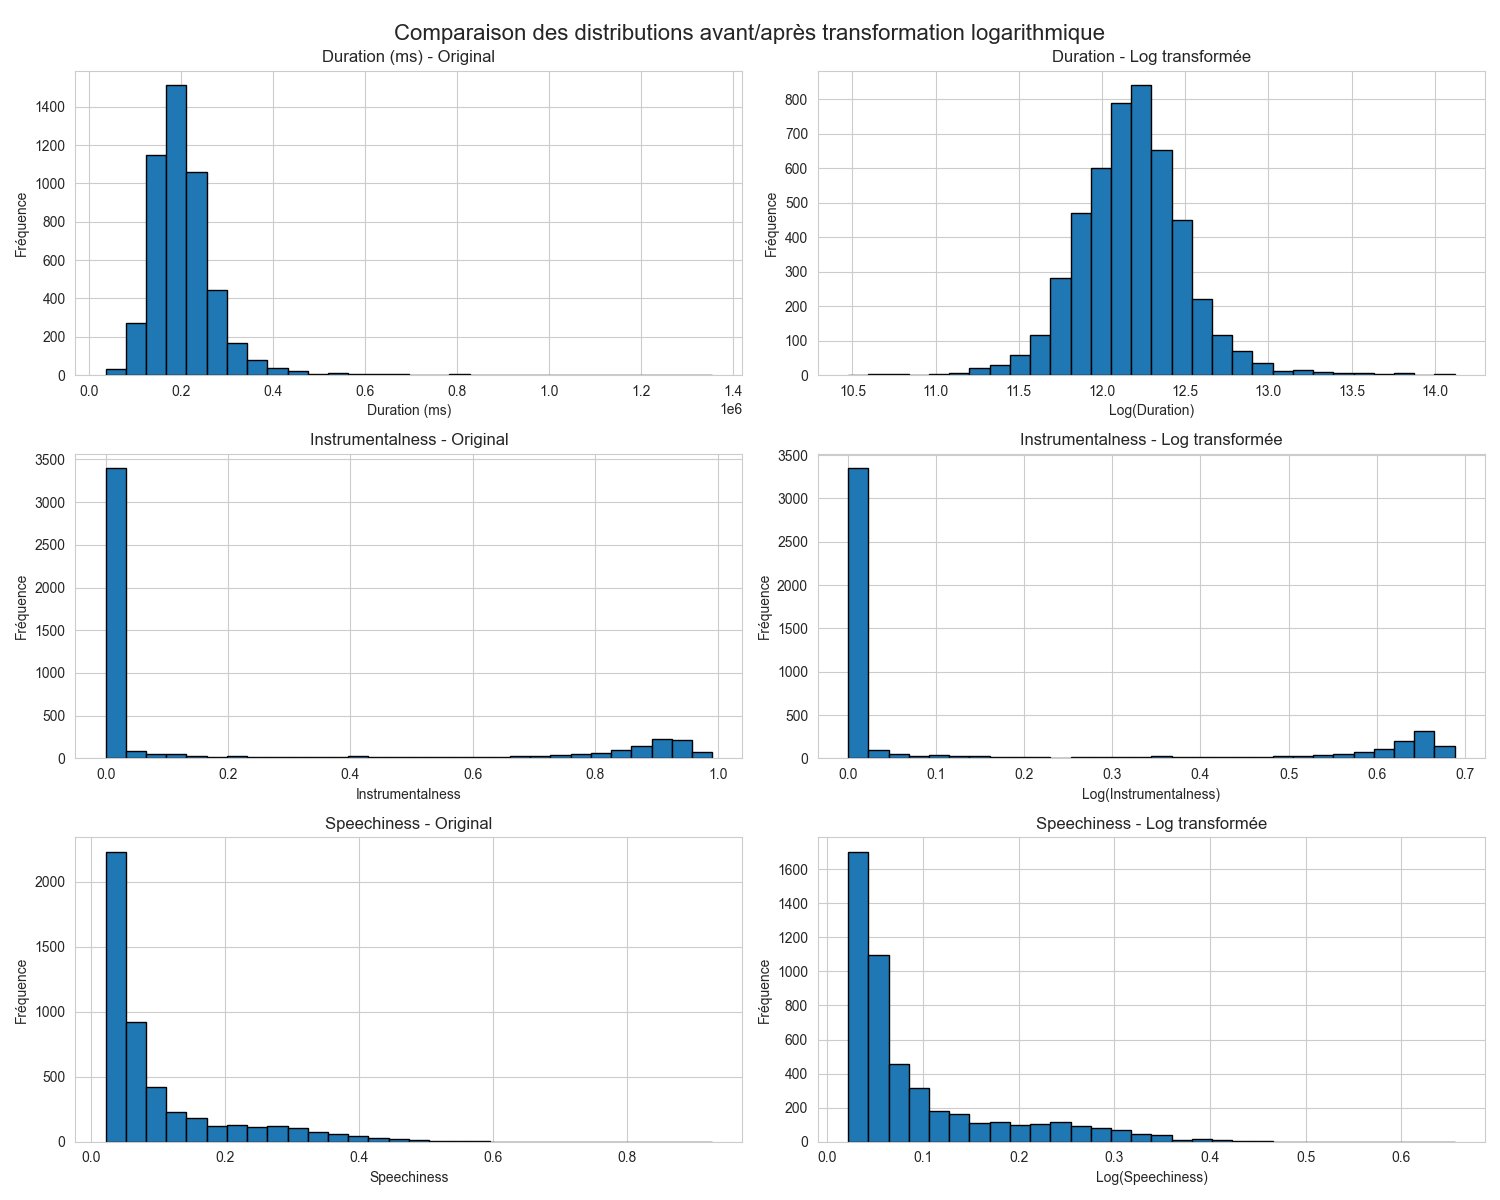 Comparaison des distributions avant/après transformation logarithmique
Duration (ms) - Original
Fréquence
1400
1200
1000
800
600
400
200
0
0.0 0.2 0.4 0.6 0.8 1.0 1.2 1.4
1e6
Duration (ms)
Duration - Log transformée
Fréquence
800
700
600
500
400
300
200
100
0
10.5 11.0 11.5 12.0 12.5 13.0 13.5 14.0
Log(Duration)
Instrumentalness - Original
Fréquence
3500
3000
2500
2000
1500
1000
500
0
0.0 0.2 0.4 0.6 0.8 1.0
Instrumentalness
Instrumentalness - Log transformée
Fréquence
3500
3000
2500
2000
1500
1000
500
0
0.0 0.1 0.2 0.3 0.4 0.5 0.6 0.7
Log(Instrumentalness)
Speechiness - Original
Fréquence
2000
1500
1000
500
0
0.0 0.2 0.4 0.6 0.8
Speechiness
Speechiness - Log transformée
Fréquence
1600
1400
1200
1000
800
600
400
200
0
0.0 0.1 0.2 0.3 0.4 0.5 0.6
Log(Speechiness)